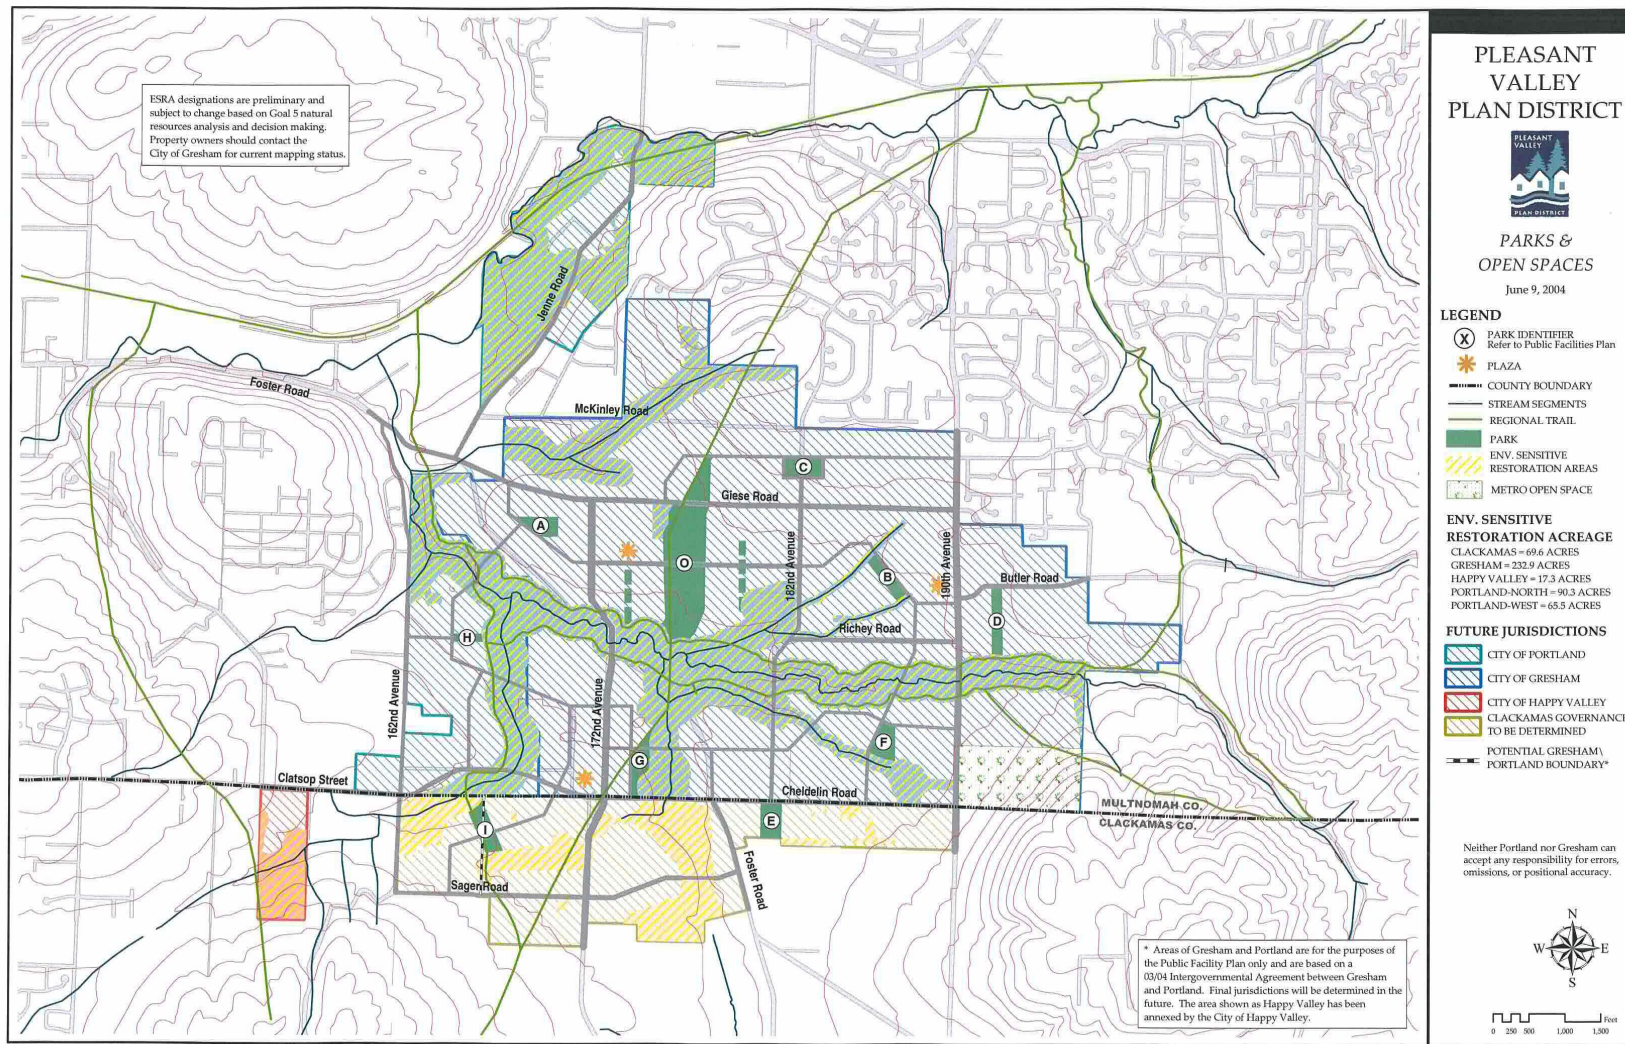 ESRA designations are preliminary and
subject to change based on Goal 5 natural
resources analysis and decision making.
Property owners should contact the
City of Gresham for current mapping status.
Jenne Road
Foster Road
McKinley Road
C
Giese Road
A
O
182nd Avenue
B
190th Avenue
Butler Road
D
Richey Road
H
162nd Avenue
172nd Avenue
F
G
Clatsop Street
Cheldelin Road
MULTNOMAH CO.
CLACKAMAS CO.
E
I
Sager Road
Foster Road
* Areas of Gresham and Portland are for the purposes of
the Public Facility Plan only and are based on a
03/04 Intergovernmental Agreement between Gresham
and Portland. Final jurisdictions will be determined in the
future. The area shown as Happy Valley has been
annexed by the City of Happy Valley.
PLEASANT
VALLEY
PLAN DISTRICT
PLEASANT
VALLEY
PLAN DISTRICT
PARKS &
OPEN SPACES
June 9, 2004
LEGEND
X
PARK IDENTIFIER
Refer to Public Facilities Plan
PLAZA
COUNTY BOUNDARY
STREAM SEGMENTS
REGIONAL TRAIL
PARK
ENV. SENSITIVE
RESTORATION AREAS
METRO OPEN SPACE
ENV. SENSITIVE
RESTORATION ACREAGE
CLACKAMAS = 69.6 ACRES
GRESHAM = 232.9 ACRES
HAPPY VALLEY = 17.3 ACRES
PORTLAND-NORTH = 90.3 ACRES
PORTLAND-WEST = 65.5 ACRES
FUTURE JURISDICTIONS
CITY OF PORTLAND
CITY OF GRESHAM
CITY OF HAPPY VALLEY
CLACKAMAS GOVERNANCE
TO BE DETERMINED
POTENTIAL GRESHAM\
PORTLAND BOUNDARY*
Neither Portland nor Gresham can
accept any responsibility for errors,
omissions, or positional accuracy.
N
W E
S
Feet
0 250 500 1,000 1,500